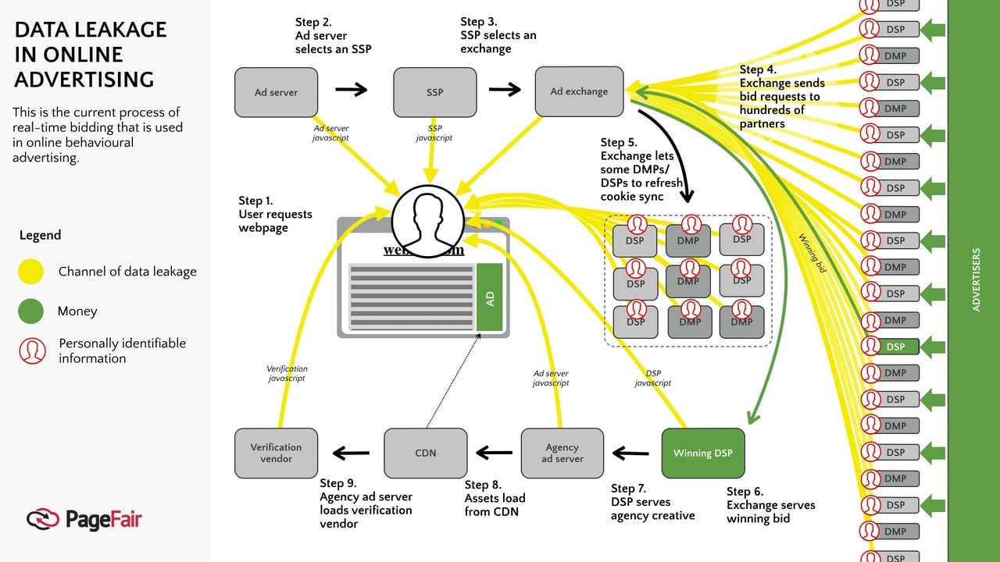 DATA LEAKAGE
IN ONLINE
ADVERTISING
This is the current process of
real-time bidding that is used
in online behavioural
advertising.
Legend
Channel of data leakage
Money
Personally identifiable
information
PageFair
Step 1.
User requests
webpage
Step 2.
Ad server
selects an SSP
Step 3.
SSP selects an
exchange
Ad server
SSP
Ad exchange
Ad server
javascript
SSP
javascript
Step 4.
Exchange sends
bid requests to
hundreds of
partners
Step 5.
Exchange lets
some DMPs/
DSPs to refresh
cookie sync
AD
DSP
DMP
DSP
DSP
DMP
DSP
DSP
DMP
DMP
Winning bid
Verification
javascript
Ad server
javascript
DSP
javascript
Verification
vendor
CDN
Agency
ad server
Winning DSP
Step 9.
Agency ad server
loads verification
vendor
Step 8.
Assets load
from CDN
Step 7.
DSP serves
agency creative
Step 6.
Exchange serves
winning bid
DSP
DSP
DMP
DSP
DMP
DSP
DMP
DSP
DMP
DSP
DMP
DSP
DMP
DSP
DMP
DSP
DMP
DSP
DMP
DSP
DMP
DSP
ADVERTISERS